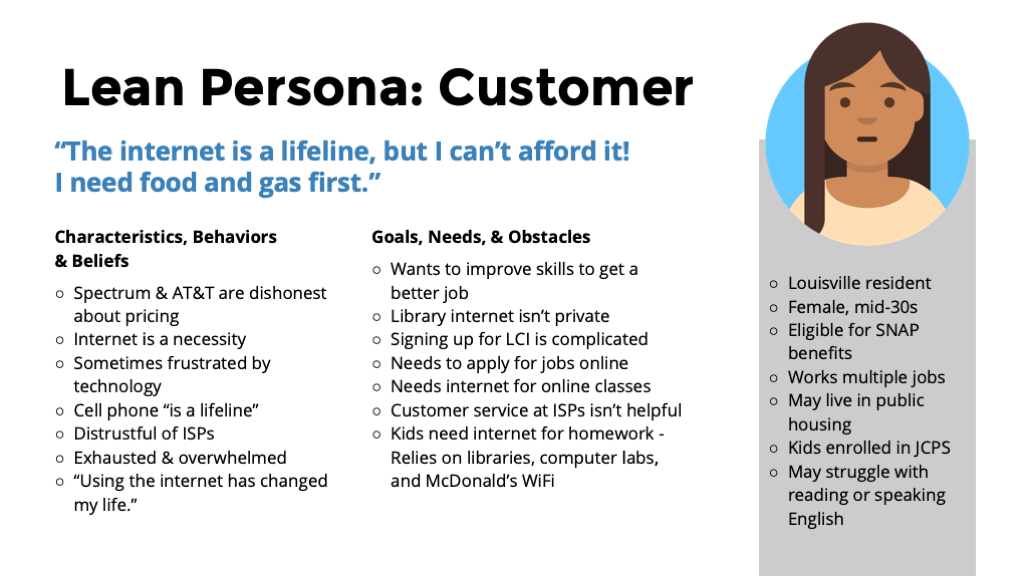 Lean Persona: Customer
“The internet is a lifeline, but I can’t afford it!
I need food and gas first.”
Characteristics, Behaviors
& Beliefs
○ Spectrum & AT&T are dishonest
about pricing
○ Internet is a necessity
○ Sometimes frustrated by
technology
○ Cell phone “is a lifeline”
○ Distrustful of ISPs
○ Exhausted & overwhelmed
○ “Using the internet has changed
my life.”
Goals, Needs, & Obstacles
○ Wants to improve skills to get a
better job
○ Library internet isn’t private
○ Signing up for LCI is complicated
○ Needs to apply for jobs online
○ Needs internet for online classes
○ Customer service at ISPs isn’t helpful
○ Kids need internet for homework -
Relies on libraries, computer labs,
and McDonald’s WiFi
○ Louisville resident
○ Female, mid-30s
○ Eligible for SNAP
benefits
○ Works multiple jobs
○ May live in public
housing
○ Kids enrolled in JCPS
○ May struggle with
reading or speaking
English